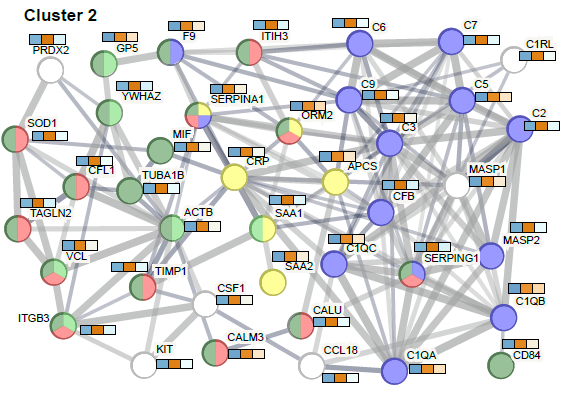 Cluster 2
PRDX2
GP5
F9
ITIH3
C6
C7
C1RL
YWHAZ
SERPINA1
C9
C5
ORM2
SOD1
MIF
C3
C2
CFL1
TUBA1B
CRP
APCS
MASP1
TAGLN2
ACTB
SAA1
CFB
VCL
TIMP1
C1QC
SERPING1
MASP2
SAA2
ITGB3
CSF1
CALU
C1QB
KIT
CALM3
CCL18
C1QA
CD84